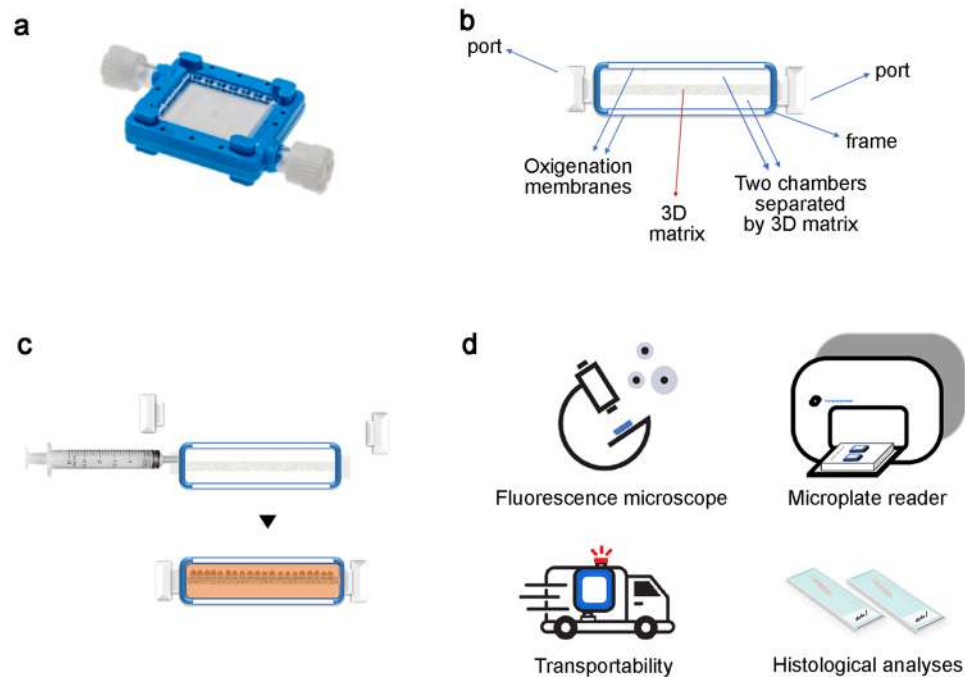 a
b
port
port
frame
Oxigenation
membranes
3D
matrix
Two chambers
separated
by 3D matrix
c
d
Fluorescence microscope
Microplate reader
Transportability
Histological analyses